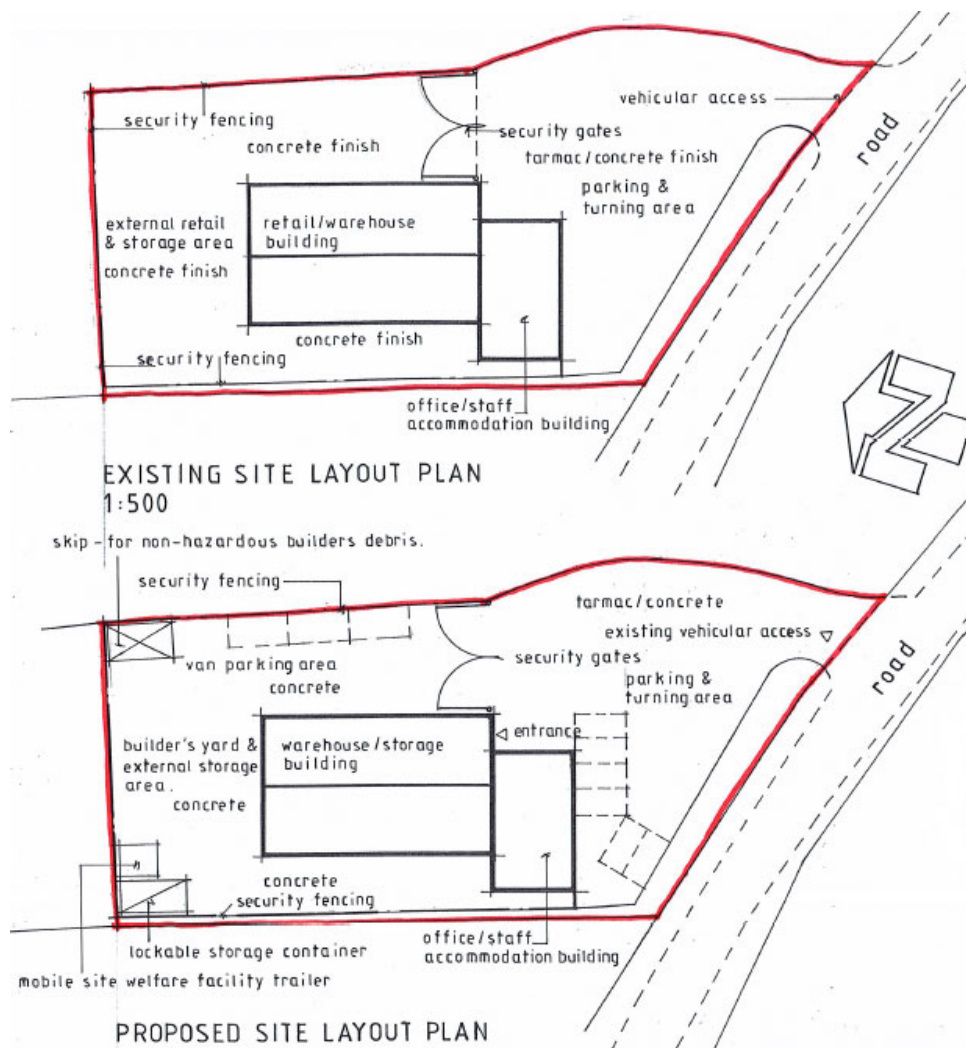 vehicular access
security fencing
security gates
concrete finish
tarmac/concrete finish
road
parking &
turning area
external retail
& storage area
concrete finish
retail/warehouse
building
concrete finish
security fencing
office/staff
accommodation building
EXISTING SITE LAYOUT PLAN
1:500
skip - for non-hazardous builders debris.
security fencing
tarmac/concrete
existing vehicular access
van parking area
concrete
security gates
parking &
turning area
road
entrance
builder's yard &
external storage
area.
concrete
warehouse/storage
building
concrete
security fencing
office/staff
accommodation building
lockable storage container
mobile site welfare facility trailer
PROPOSED SITE LAYOUT PLAN